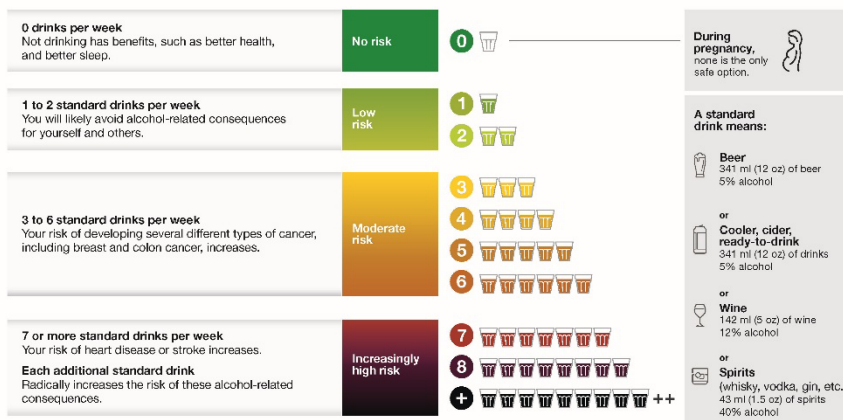 0 drinks per week
Not drinking has benefits, such as better health,
and better sleep.
No risk
0
During
pregnancy,
none is the only
safe option.
1 to 2 standard drinks per week
You will likely avoid alcohol-related consequences
for yourself and others.
Low
risk
1
2
3 to 6 standard drinks per week
Your risk of developing several different types of cancer,
including breast and colon cancer, increases.
Moderate
risk
3
4
5
6
7 or more standard drinks per week
Your risk of heart disease or stroke increases.
Each additional standard drink
Radically increases the risk of these alcohol-related
consequences.
Increasingly
high risk
7
8
+
++
A standard
drink means:
Beer
341 ml (12 oz) of beer
5% alcohol
or
Cooler, cider,
ready-to-drink
341 ml (12 oz) of drinks
5% alcohol
or
Wine
142 ml (5 oz) of wine
12% alcohol
or
Spirits
(whisky, vodka, gin, etc.
43 ml (1.5 oz) of spirits
40% alcohol